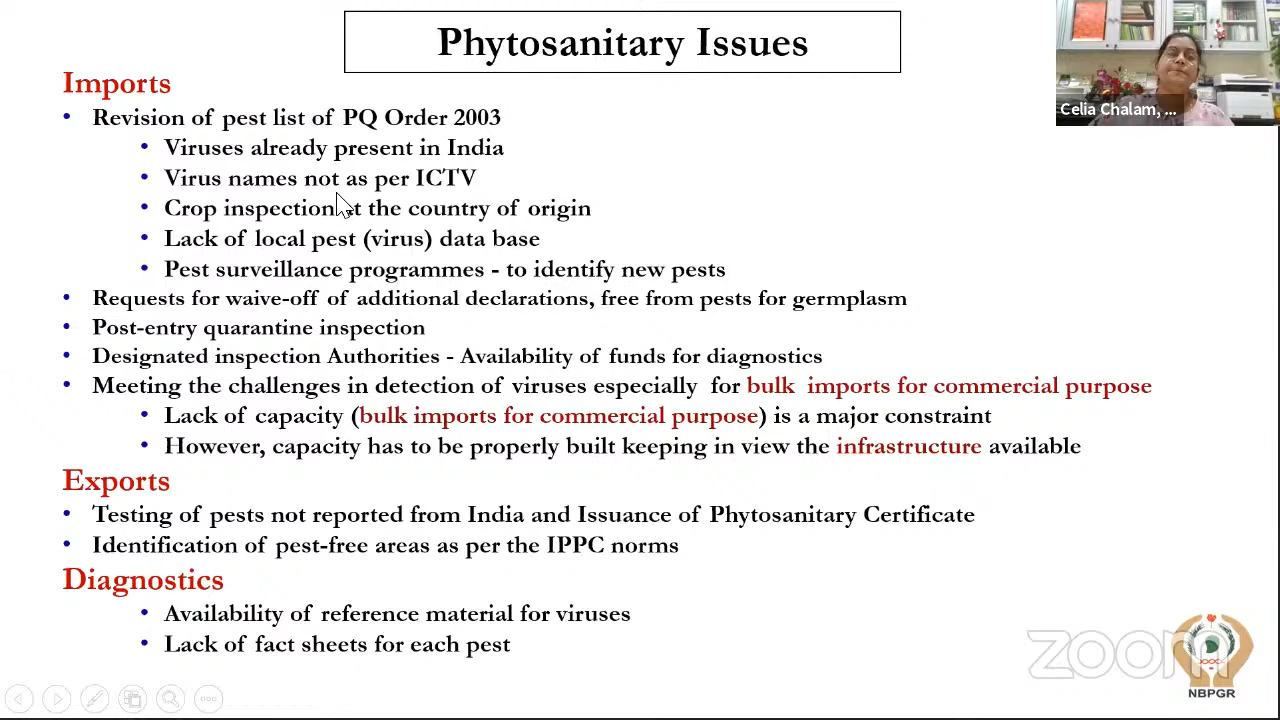 Phytosanitary Issues
Imports
• Revision of pest list of PQ Order 2003
• Viruses already present in India
• Virus names not as per ICTV
• Crop inspection at the country of origin
• Lack of local pest (virus) data base
• Pest surveillance programmes - to identify new pests
• Requests for waive-off of additional declarations, free from pests for germplasm
• Post-entry quarantine inspection
• Designated inspection Authorities - Availability of funds for diagnostics
• Meeting the challenges in detection of viruses especially for bulk imports for commercial purpose
• Lack of capacity (bulk imports for commercial purpose) is a major constraint
• However, capacity has to be properly built keeping in view the infrastructure available
Exports
• Testing of pests not reported from India and Issuance of Phytosanitary Certificate
• Identification of pest-free areas as per the IPPC norms
Diagnostics
• Availability of reference material for viruses
• Lack of fact sheets for each pest
Celia Chalam, ...
zoom
NBPGR